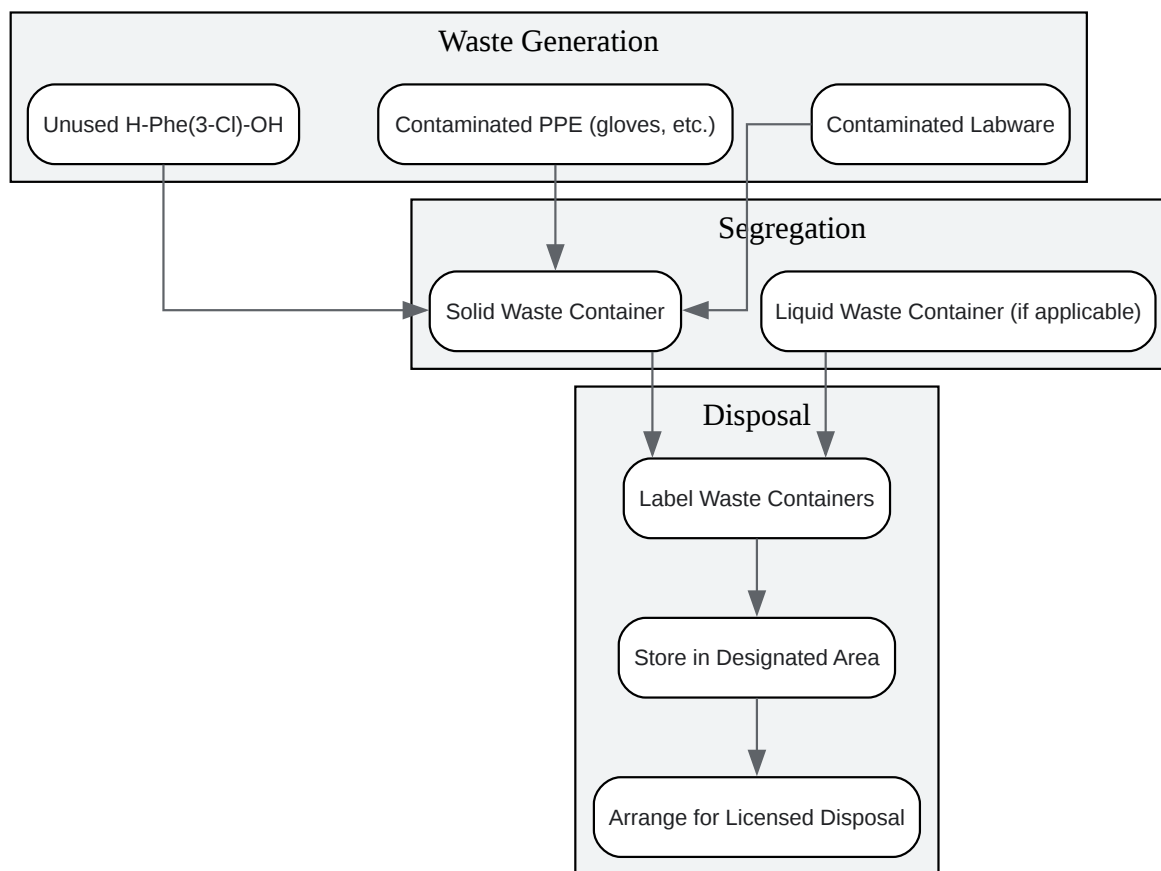 Waste Generation
Unused H-Phe(3-Cl)-OH
Contaminated PPE (gloves, etc.)
Contaminated Labware
Segregation
Solid Waste Container
Liquid Waste Container (if applicable)
Disposal
Label Waste Containers
Store in Designated Area
Arrange for Licensed Disposal